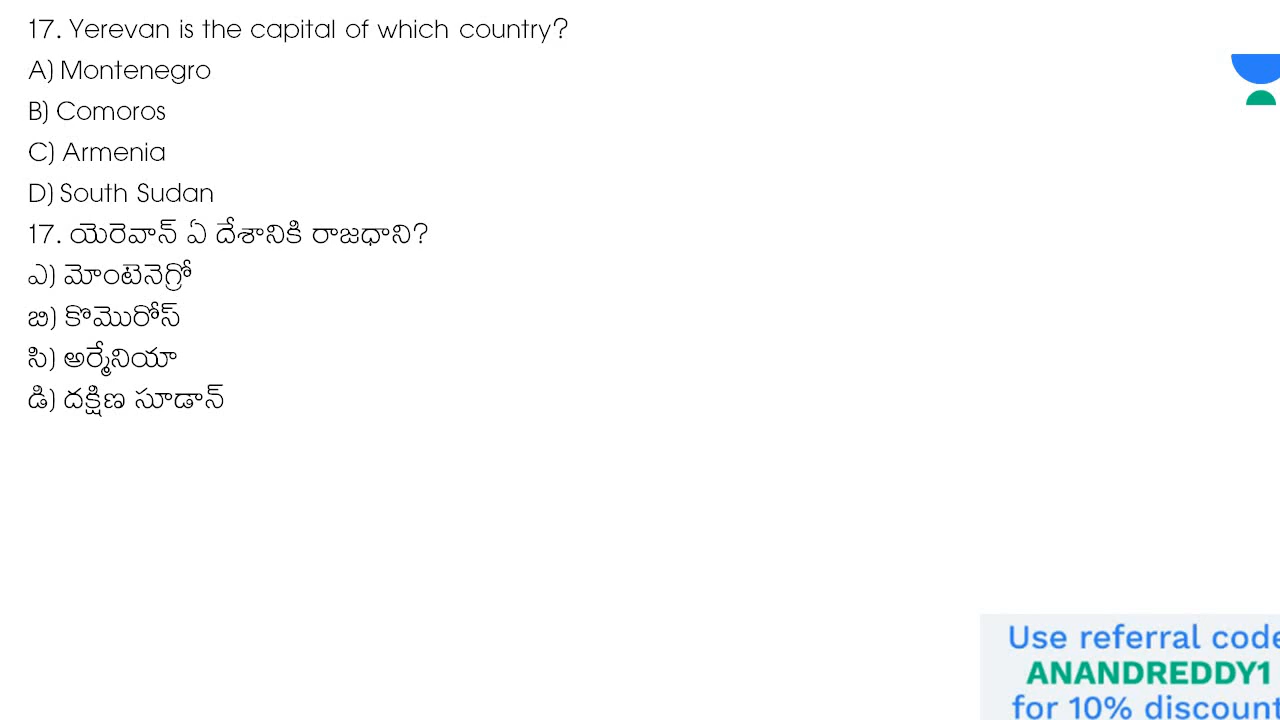 17. Yerevan is the capital of which country?
A) Montenegro
B) Comoros
C) Armenia
D) South Sudan
17. యెరెవాన్ ఏ దేశానికి రాజధాని?
ఎ) మోంటెనెగ్రో
బి) కొమొరోస్
సి) అర్మేనియా
డి) దక్షిణ సూడాన్
Use referral code
ANANDREDDY1
for 10% discount